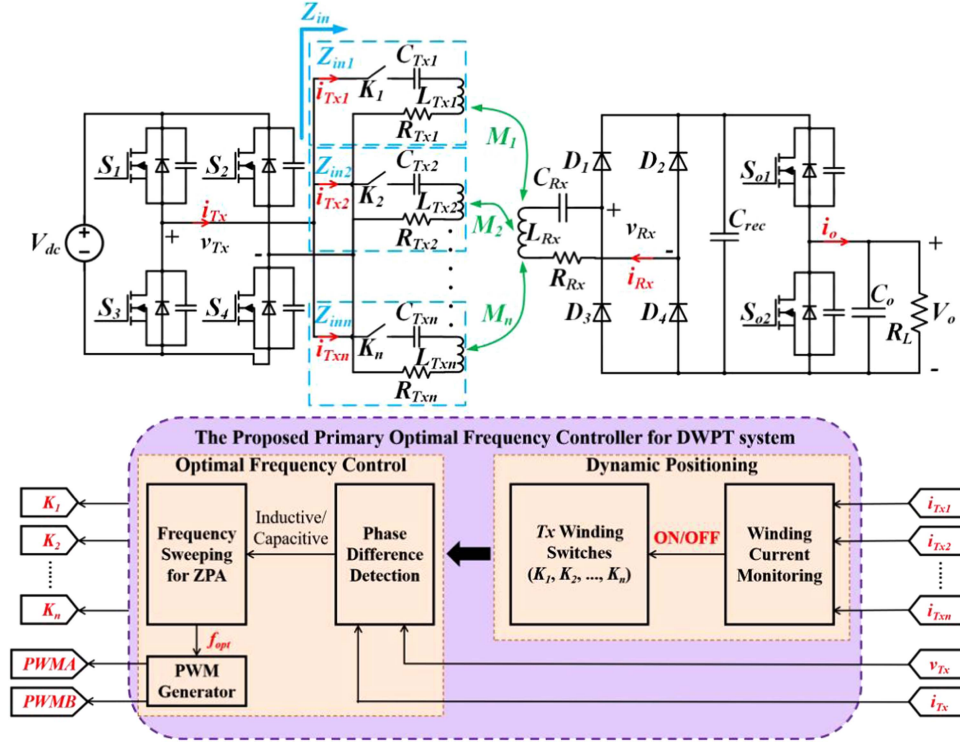 Z_in
Z_in1
C_Tx1
i_Tx1
K_1
L_Tx1
R_Tx1
M_1
S_1
S_2
Z_in2
C_Tx2
i_Tx2
K_2
L_Tx2
R_Tx2
M_2
i_Tx
+
v_Tx
-
V_dc
+
-
S_3
S_4
Z_inn
C_Txn
i_Txn
K_n
L_Txn
R_Txn
M_n
C_Rx
L_Rx
R_Rx
D_1
D_2
+
v_Rx
-
i_Rx
D_3
D_4
C_rec
S_o1
S_o2
i_o
C_o
R_L
+
V_o
-
The Proposed Primary Optimal Frequency Controller for DWPT system
Optimal Frequency Control
Dynamic Positioning
K_1
K_2
K_n
PWMA
PWMB
Frequency
Sweeping
for ZPA
Inductive/
Capacitive
Phase
Difference
Detection
f_opt
PWM
Generator
Tx Winding
Switches
(K_1, K_2, ..., K_n)
ON/OFF
Winding
Current
Monitoring
i_Tx1
i_Tx2
i_Txn
v_Tx
i_Tx